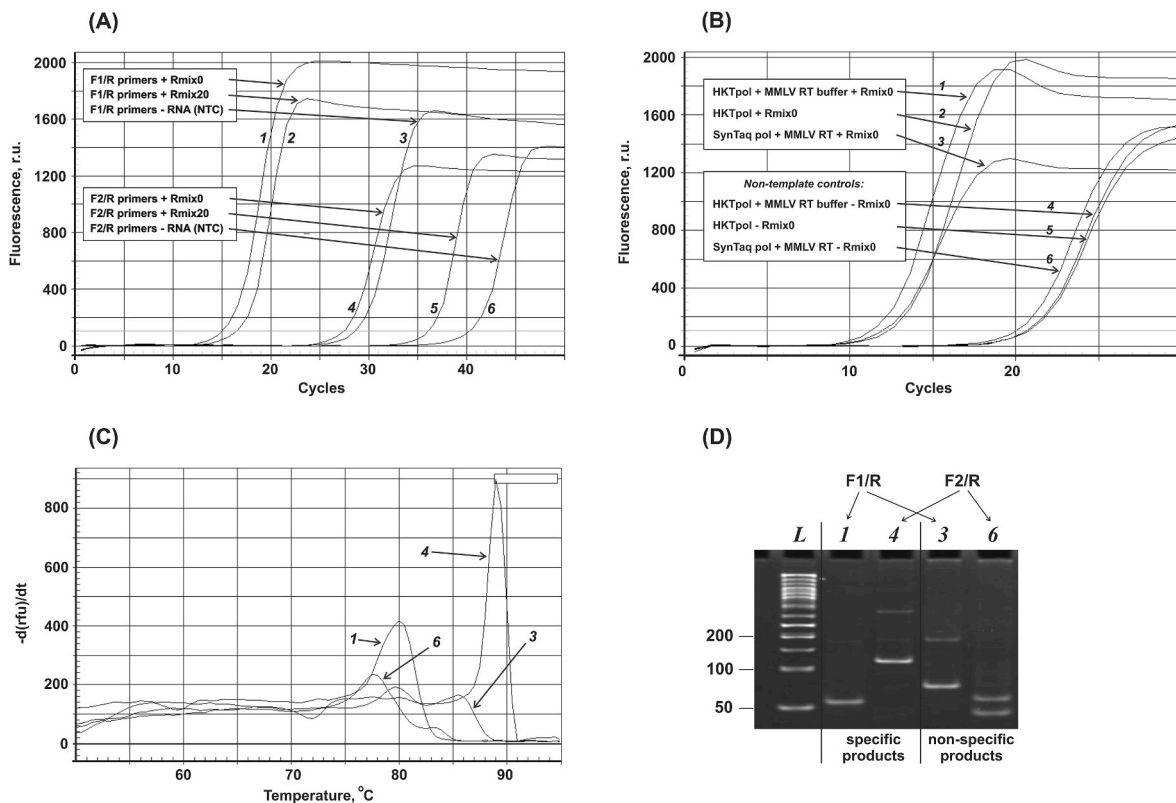 (A)
Fluorescence, r.u.
2000
1600
1200
800
400
0
F1/R primers + Rmix0
F1/R primers + Rmix20
F1/R primers - RNA (NTC)
1
2
3
F2/R primers + Rmix0
F2/R primers + Rmix20
F2/R primers - RNA (NTC)
4
5
6
0 10 20 30 40
Cycles
(B)
Fluorescence, r.u.
2000
1600
1200
800
400
0
HKTpol + MMLV RT buffer + Rmix0
HKTpol + Rmix0
SynTaq pol + MMLV RT + Rmix0
1
2
3
Non-template controls:
HKTpol + MMLV RT buffer - Rmix0
HKTpol - Rmix0
SynTaq pol + MMLV RT - Rmix0
4
5
6
0 10 15 20
Cycles
(C)
-d(rfu)/dt
800
600
400
200
0
4
1
6
3
60 70 80 90
Temperature, °C
(D)
F1/R F2/R
L 1 4 3 6
200
100
50
specific products
non-specific products